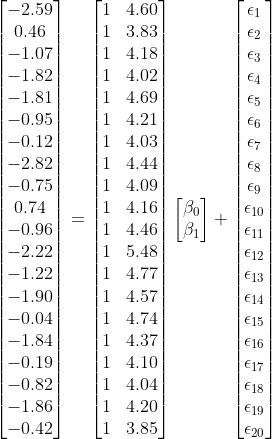 −2.59 1 4.60 ϵ1
0.46 1 3.83 ϵ2
−1.07 1 4.18 ϵ3
−1.82 1 4.02 ϵ4
−1.81 1 4.69 ϵ5
−0.95 1 4.21 ϵ6
−0.12 1 4.03 ϵ7
−2.82 1 4.44 ϵ8
−0.75 1 4.09 ϵ9
0.74 1 4.16 β0 ϵ10
−0.96 = 1 4.46 β1 + ϵ11
−2.22 1 5.48 ϵ12
−1.22 1 4.77 ϵ13
−1.90 1 4.57 ϵ14
−0.04 1 4.74 ϵ15
−1.84 1 4.37 ϵ16
−0.19 1 4.10 ϵ17
−0.82 1 4.04 ϵ18
−1.86 1 4.20 ϵ19
−0.42 1 3.85 ϵ20